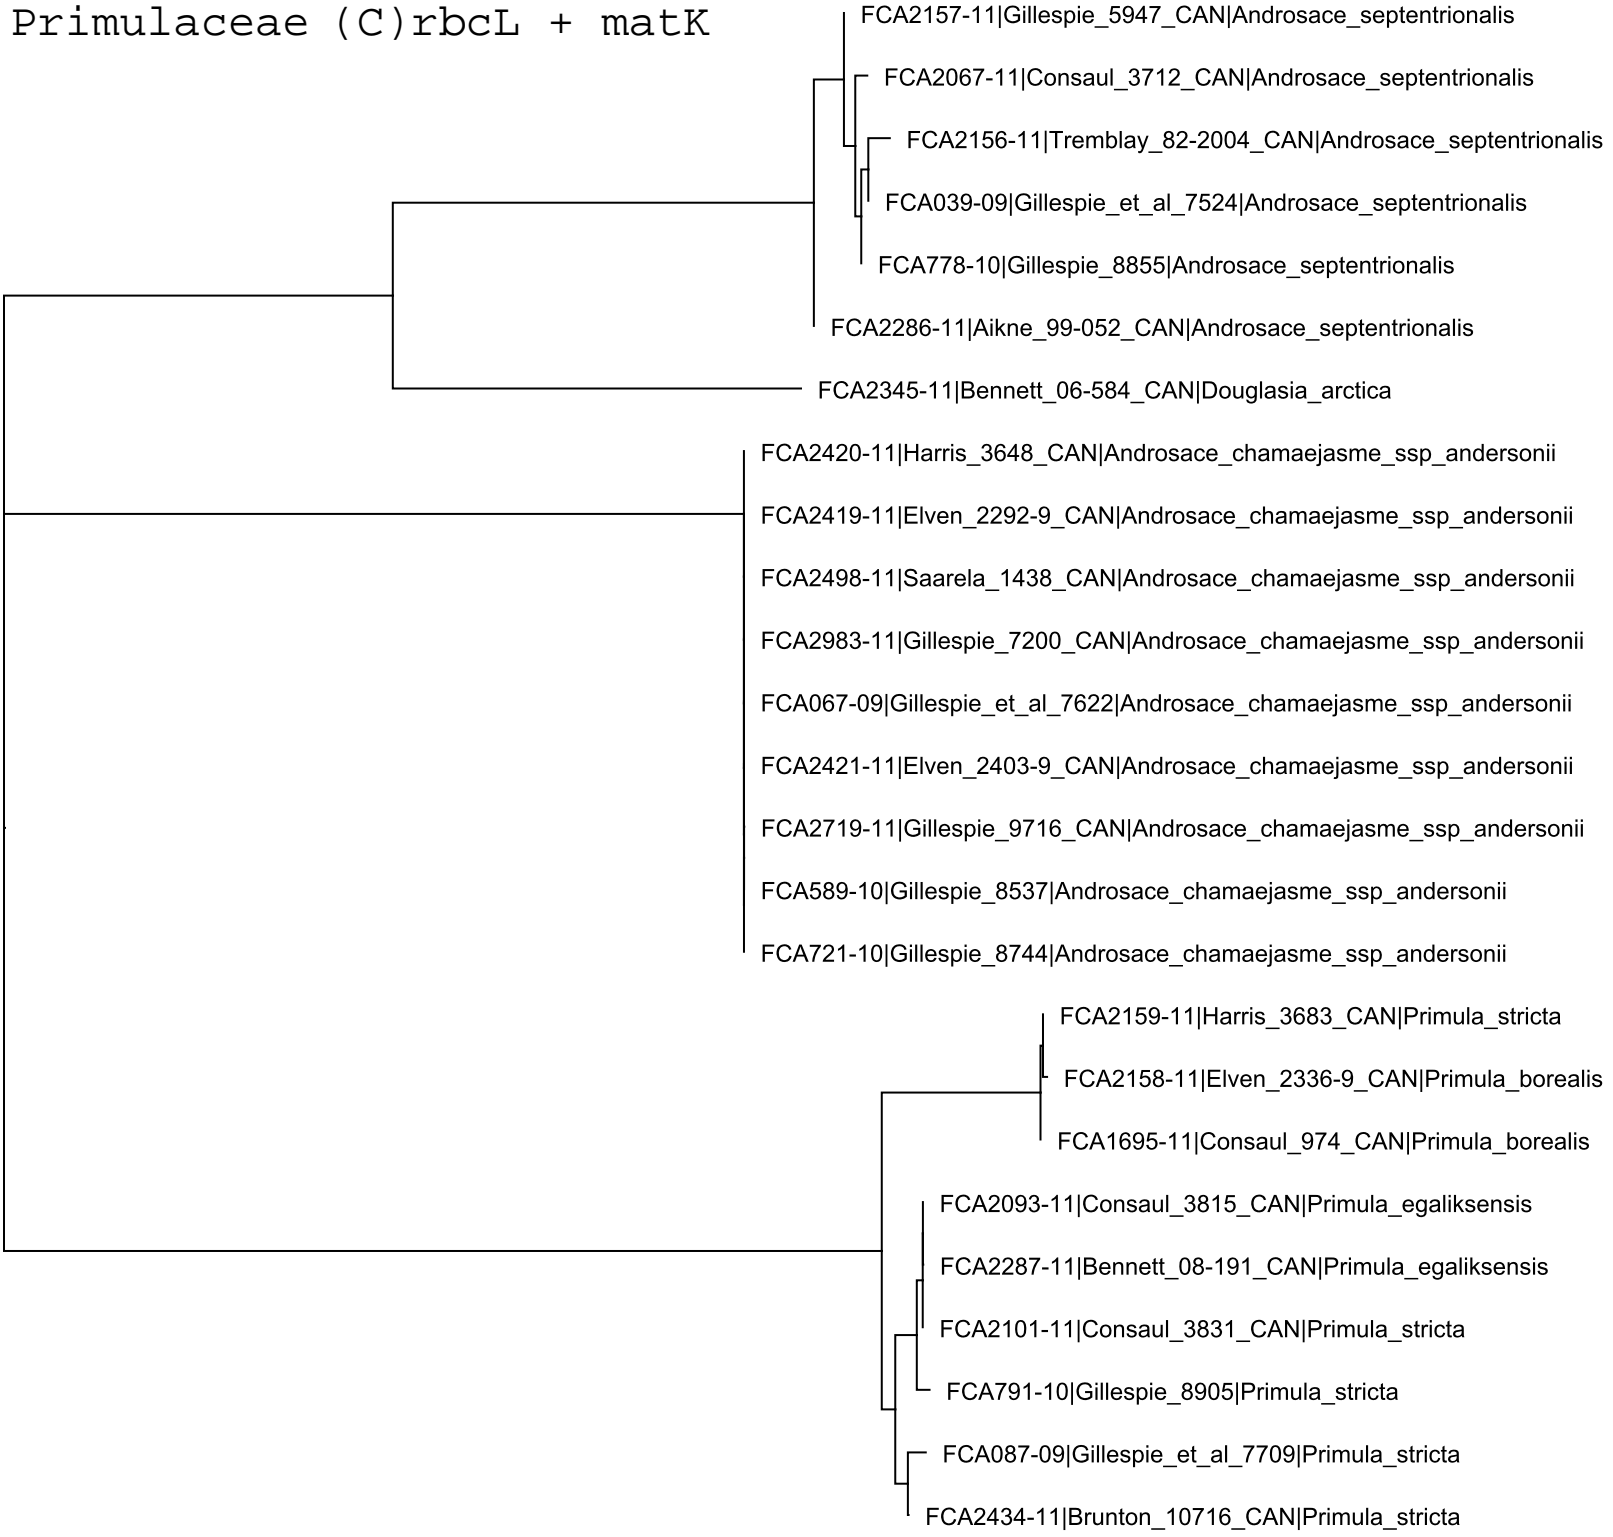 Primulaceae (C)rbcL + matK
FCA2157-11|Gillespie_5947_CAN|Androsace_septentrionalis
FCA2067-11|Consaul_3712_CAN|Androsace_septentrionalis
FCA2156-11|Tremblay_82-2004_CAN|Androsace_septentrionalis
FCA039-09|Gillespie_et_al_7524|Androsace_septentrionalis
FCA778-10|Gillespie_8855|Androsace_septentrionalis
FCA2286-11|Aikne_99-052_CAN|Androsace_septentrionalis
FCA2345-11|Bennett_06-584_CAN|Douglasia_arctica
FCA2420-11|Harris_3648_CAN|Androsace_chamaejasme_ssp_andersonii
FCA2419-11|Elven_2292-9_CAN|Androsace_chamaejasme_ssp_andersonii
FCA2498-11|Saarela_1438_CAN|Androsace_chamaejasme_ssp_andersonii
FCA2983-11|Gillespie_7200_CAN|Androsace_chamaejasme_ssp_andersonii
FCA067-09|Gillespie_et_al_7622|Androsace_chamaejasme_ssp_andersonii
FCA2421-11|Elven_2403-9_CAN|Androsace_chamaejasme_ssp_andersonii
FCA2719-11|Gillespie_9716_CAN|Androsace_chamaejasme_ssp_andersonii
FCA589-10|Gillespie_8537|Androsace_chamaejasme_ssp_andersonii
FCA721-10|Gillespie_8744|Androsace_chamaejasme_ssp_andersonii
FCA2159-11|Harris_3683_CAN|Primula_stricta
FCA2158-11|Elven_2336-9_CAN|Primula_borealis
FCA1695-11|Consaul_974_CAN|Primula_borealis
FCA2093-11|Consaul_3815_CAN|Primula_egaliksensis
FCA2287-11|Bennett_08-191_CAN|Primula_egaliksensis
FCA2101-11|Consaul_3831_CAN|Primula_stricta
FCA791-10|Gillespie_8905|Primula_stricta
FCA087-09|Gillespie_et_al_7709|Primula_stricta
FCA2434-11|Brunton_10716_CAN|Primula_stricta